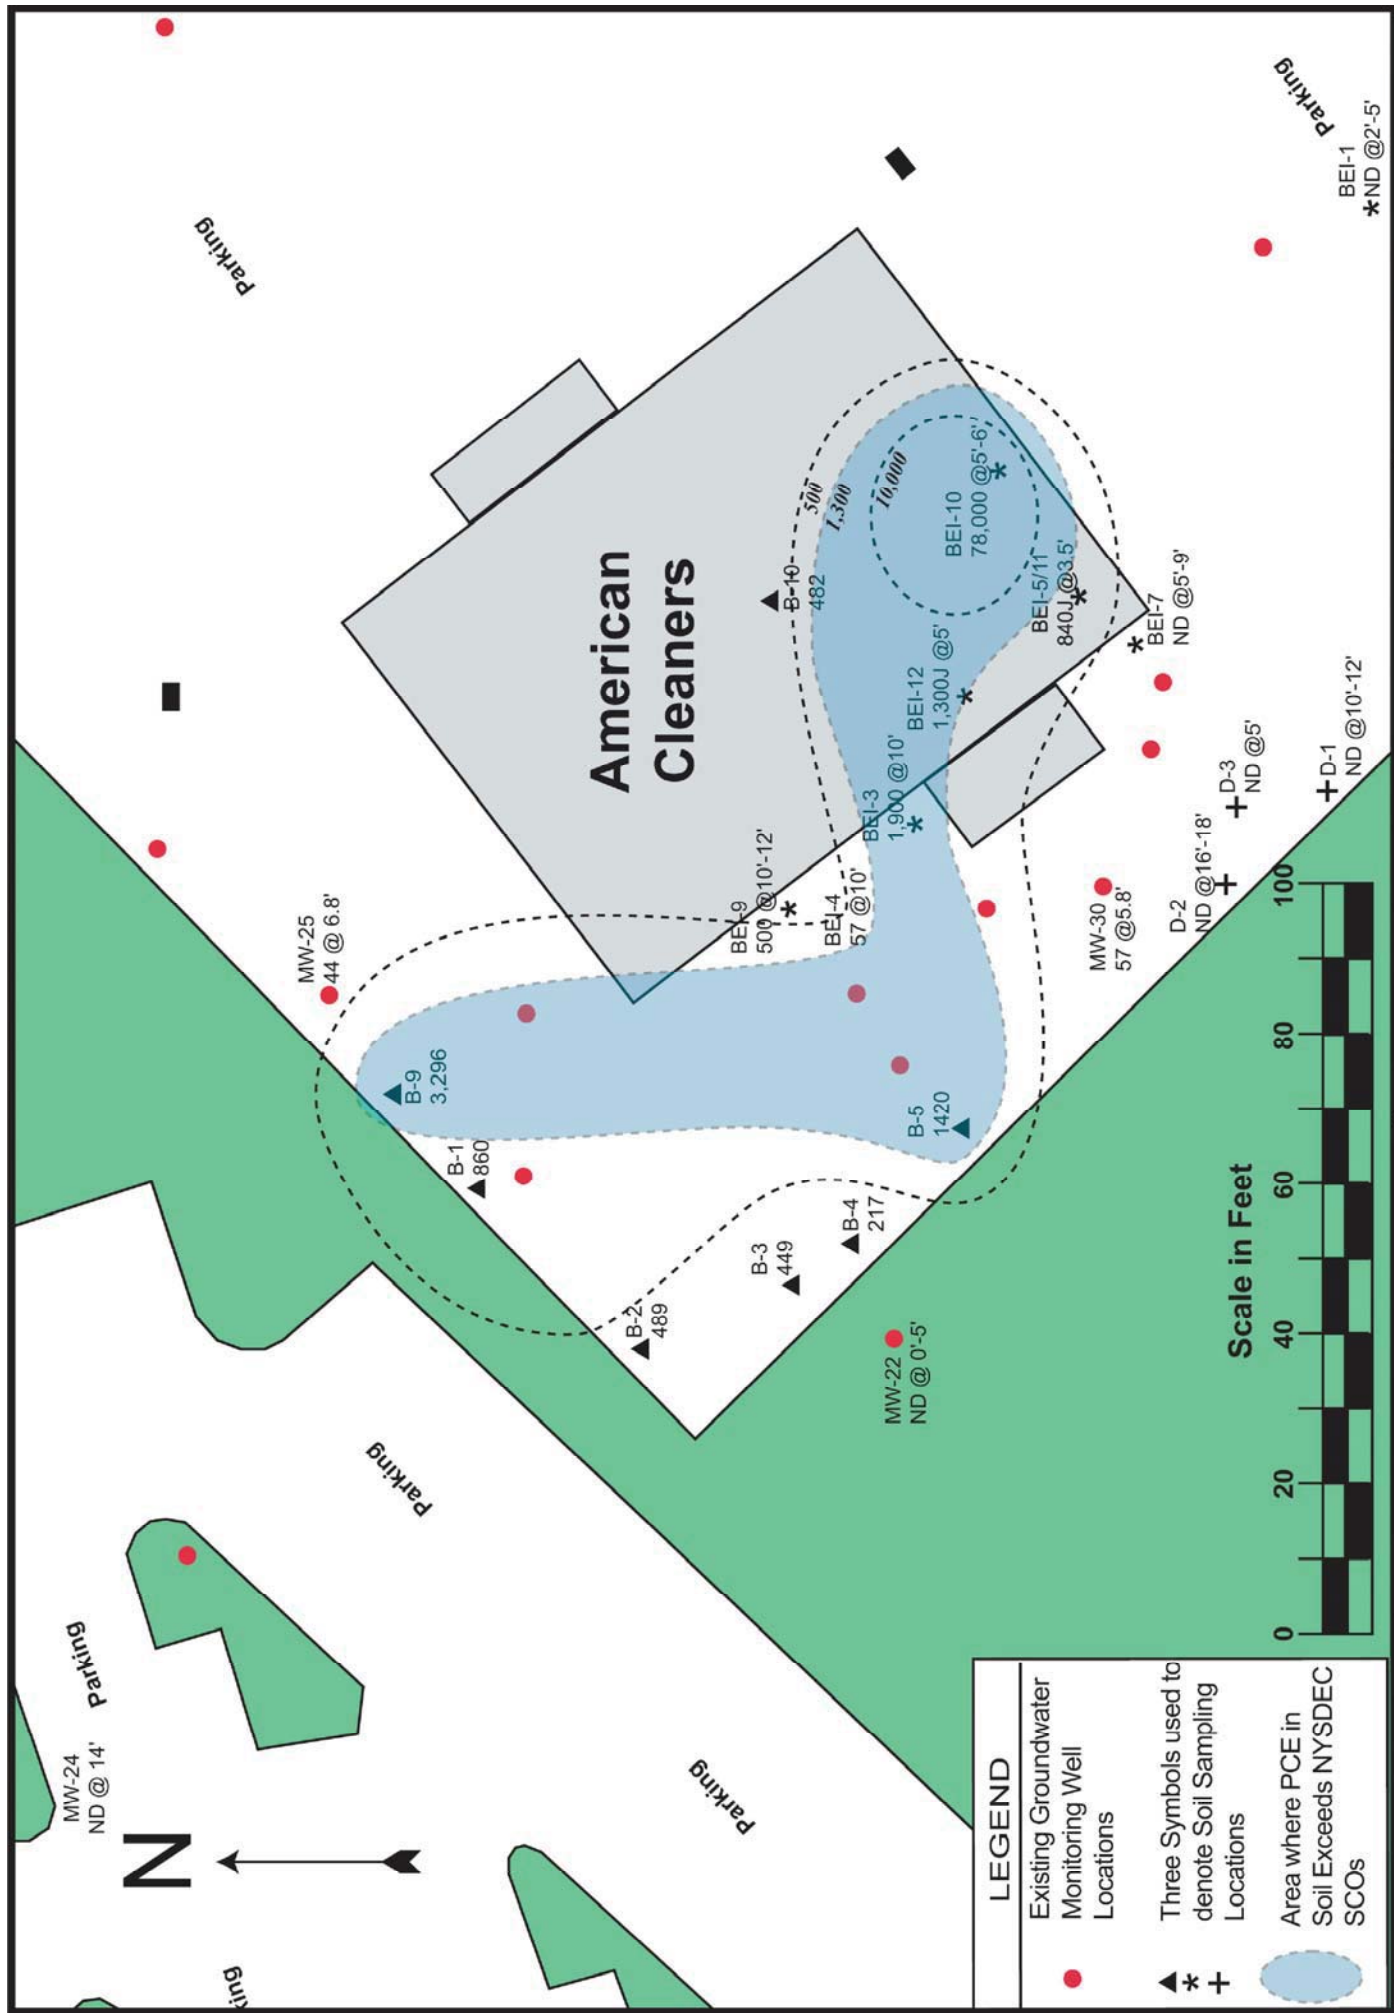 MW-24
ND @ 14'
Parking
Parking
Parking
Parking
Parking
N
MW-25
44 @ 6.8'
B-9
3,296
B-1
860
B-2
489
B-3
449
B-4
217
B-5
1420
MW-22
ND @ 0'-5'
American
Cleaners
B-10
482
500
1,300
10,000
BEI-10
78,000 @5'-6'
BEI-5/11
840J @3.5'
BEI-12
1,300J @5'
BEI-3
1,900 @10'
BEI-9
500 @10'-12'
BEI-4
57 @10'
BEI-7
ND @5'-9'
MW-30
57 @5.8'
D-2
ND @16'-18'
D-3
ND @5'
D-1
ND @10'-12'
BEI-1
ND @2'-5'
LEGEND
Existing Groundwater
Monitoring Well
Locations
Three Symbols used to
denote Soil Sampling
Locations
Area where PCE in
Soil Exceeds NYSDEC
SCOs
Scale in Feet
0 20 40 60 80 100